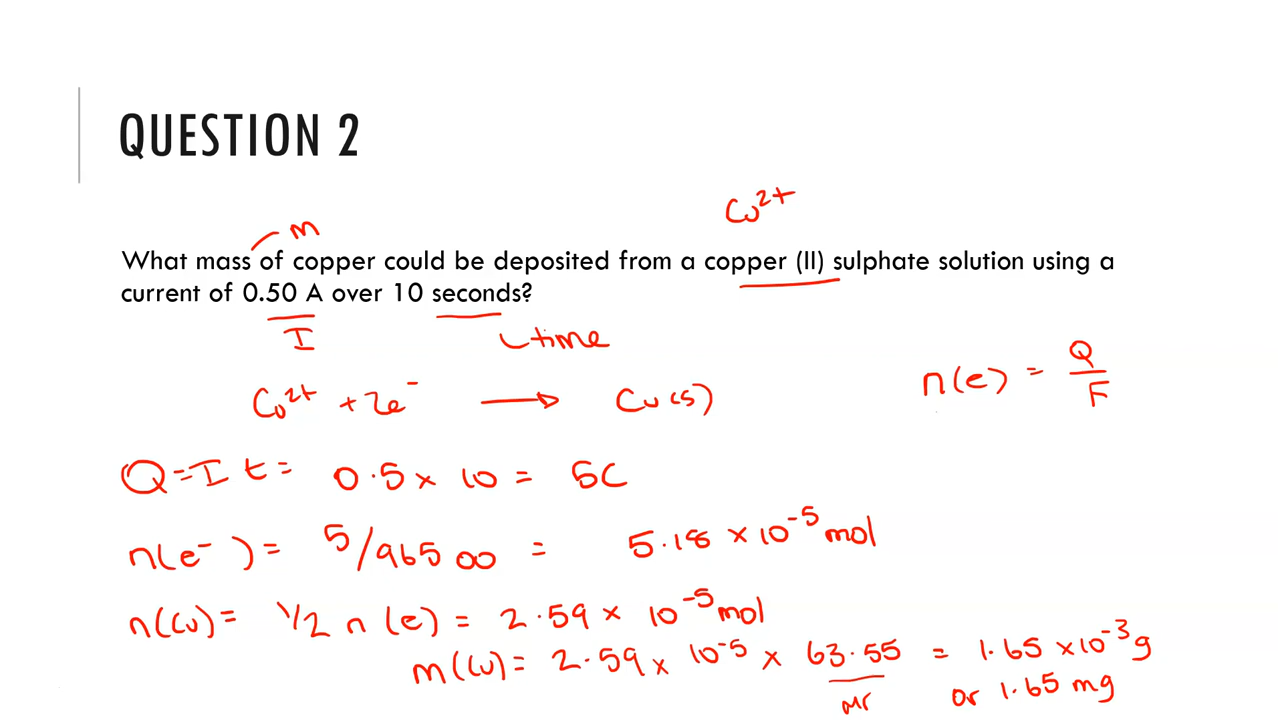 QUESTION 2
Cu²⁺
m
What mass of copper could be deposited from a copper (II) sulphate solution using a
current of 0.50 A over 10 seconds?
I
time
n(e) = Q/F
Cu²⁺ + 2e⁻ → Cu(s)
Q = I t = 0.5 × 10 = 5C
n(e⁻) = 5/96500 = 5.18 × 10⁻⁵ mol
n(Cu) = 1/2 n(e) = 2.59 × 10⁻⁵ mol
m(Cu) = 2.59 × 10⁻⁵ × 63.55 = 1.65 × 10⁻³ g
Mr
or 1.65 mg